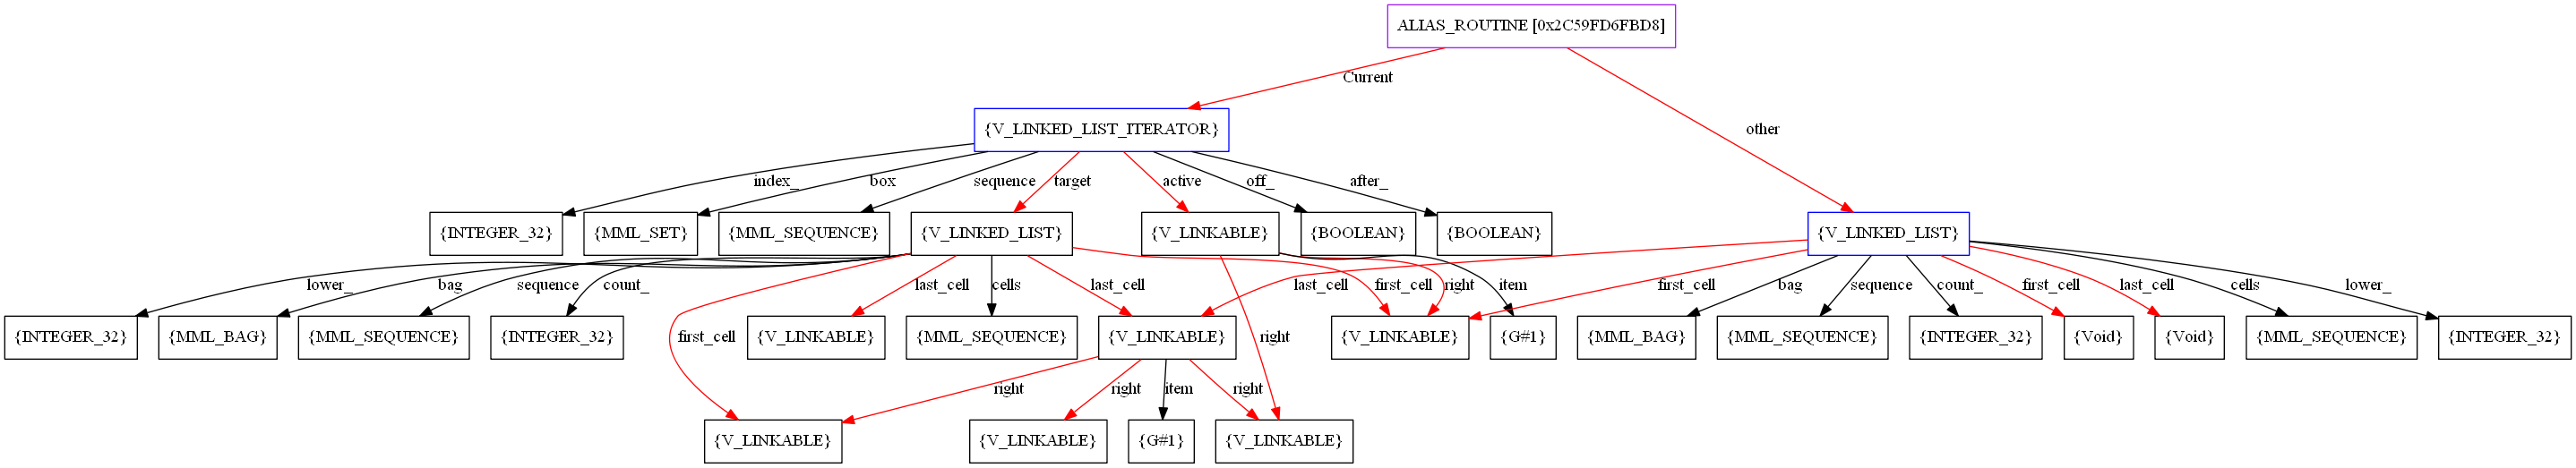 ALIAS_ROUTINE [0x2C59FD6FBD8]
Current
{V_LINKED_LIST_ITERATOR}
other
index_
box
sequence
target
active
off_
after_
{INTEGER_32}
{MML_SET}
{MML_SEQUENCE}
{V_LINKED_LIST}
{V_LINKABLE}
{BOOLEAN}
{BOOLEAN}
{V_LINKED_LIST}
lower_
bag
sequence
count_
last_cell
cells
last_cell
last_cell
first_cell
right
item
first_cell
bag
sequence
count_
first_cell
last_cell
cells
lower_
{INTEGER_32}
{MML_BAG}
{MML_SEQUENCE}
{INTEGER_32}
first_cell
{V_LINKABLE}
{MML_SEQUENCE}
{V_LINKABLE}
right
{V_LINKABLE}
{G#1}
{MML_BAG}
{MML_SEQUENCE}
{INTEGER_32}
{Void}
{Void}
{MML_SEQUENCE}
{INTEGER_32}
right
right
item
right
{V_LINKABLE}
{V_LINKABLE}
{G#1}
{V_LINKABLE}